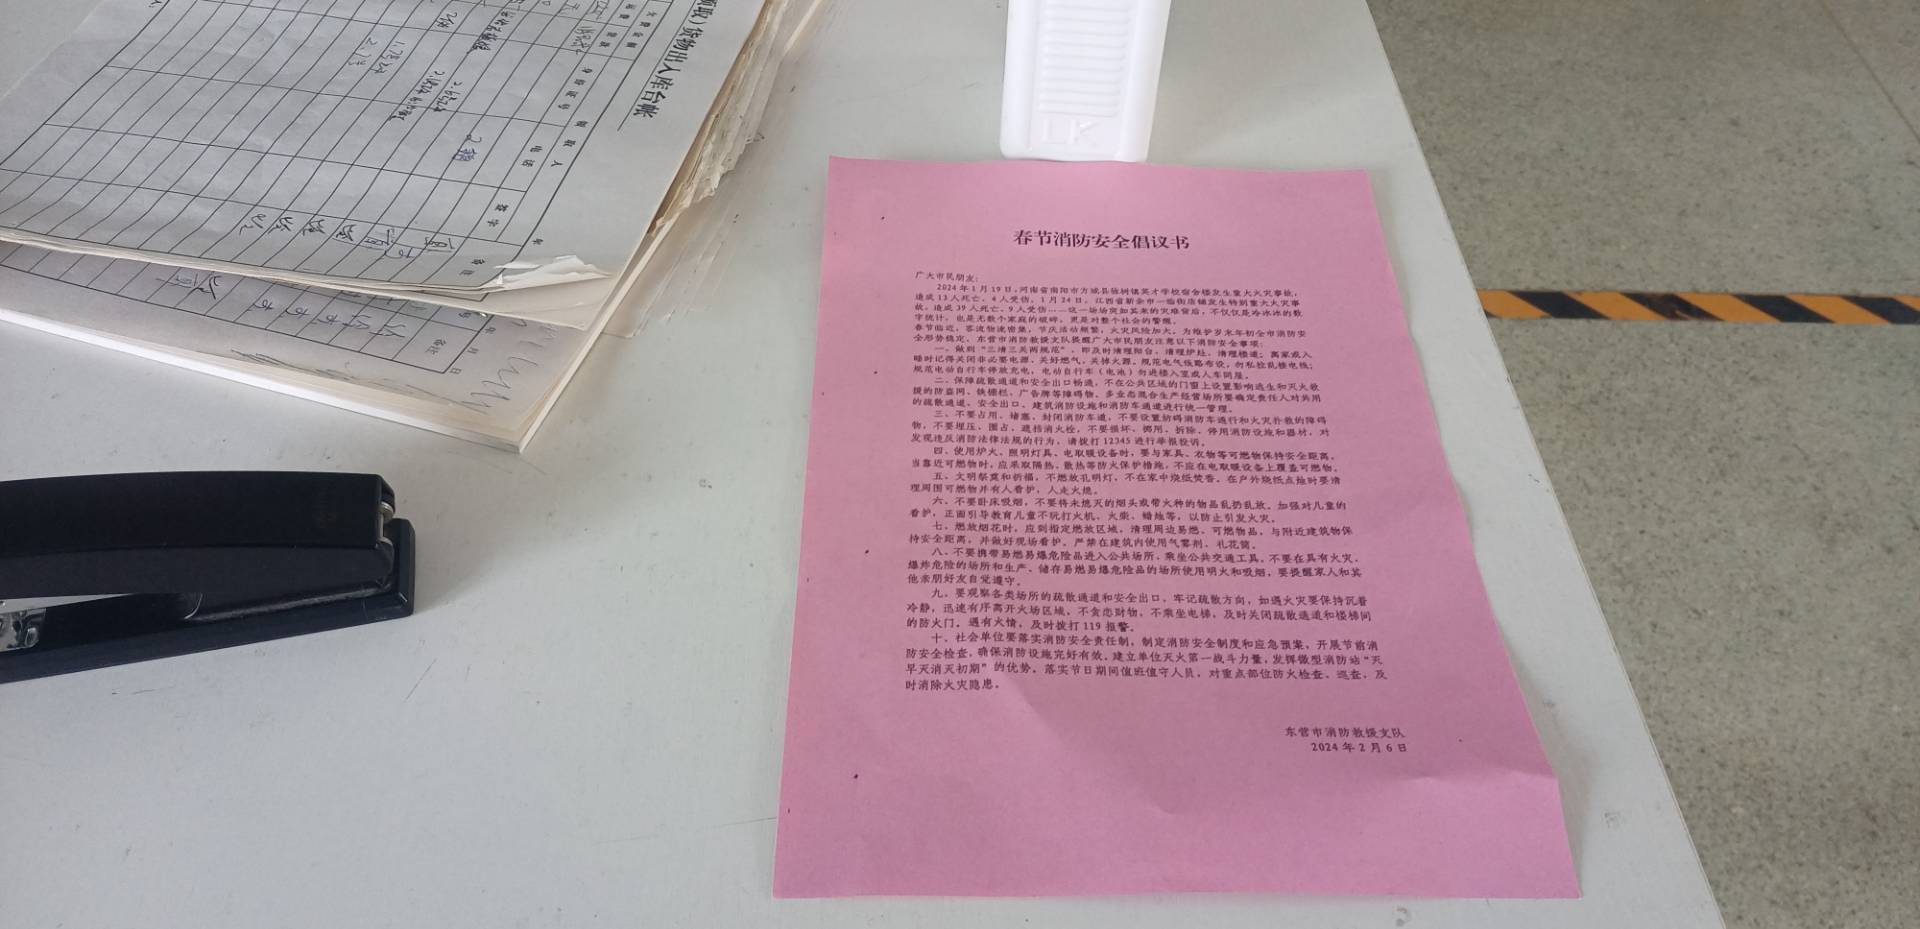 春节消防安全倡议书
广大市民朋友:
2024年1月19日,河南省南阳市方城县独树镇英才学校宿舍楼发生重大火灾事故,
造成13人死亡、4人受伤。1月24日,江西省新余市一临街店铺发生特别重大火灾事
故,造成39人死亡、9人受伤……这一场场突如其来的灾难背后,不仅仅是冷冰冰的数
字统计,也是无数个家庭的破碎,更是对整个社会的警醒。
春节临近,客流物流密集,节庆活动频繁,火灾风险加大。为维护岁末年初全市消防安
全形势稳定,东营市消防救援支队提醒广大市民朋友注意以下消防安全事项:
一、做到“三清三关两规范”,即及时清理阳台、清理炉灶、清理楼道;离家或入
睡时记得关闭非必要电源、关好燃气、关掉火源。规范电气线路布设,勿私拉乱接电线;
规范电动自行车停放充电,电动自行车(电池)勿进楼入室或人车同屋。
二、保障疏散通道和安全出口畅通,不在公共区域的门窗上设置影响逃生和灭火救
援的防盗网、铁栅栏、广告牌等障碍物。多业态混合生产经营场所要确定责任人对共用
的疏散通道、安全出口、建筑消防设施和消防车通道进行统一管理。
三、不要占用、堵塞、封闭消防车道,不要设置妨碍消防车通行和火灾扑救的障碍
物,不要埋压、圈占、遮挡消火栓,不要损坏、挪用、拆除、停用消防设施和器材,对
发现违反消防法律法规的行为,请拨打12345进行举报投诉。
四、使用炉火、照明灯具、电取暖设备时,要与家具、衣物等可燃物保持安全距离。
当靠近可燃物时,应采取隔热、散热等防火保护措施,不应在电取暖设备上覆盖可燃物。
五、文明祭奠和祈福,不燃放孔明灯,不在家中烧纸焚香。在户外烧纸点烛时要清
理周围可燃物并有人看护,人走火熄。
六、不要卧床吸烟,不要将未熄灭的烟头或带火种的物品乱扔乱放。加强对儿童的
看护,正面引导教育儿童不玩打火机、火柴、蜡烛等,以防止引发火灾。
七、燃放烟花时,应到指定燃放区域,清理周边易燃、可燃物品,与附近建筑物保
持安全距离,并做好现场看护。严禁在建筑内使用气雾剂、礼花筒。
八、不要携带易燃易爆危险品进入公共场所、乘坐公共交通工具。不要在具有火灾、
爆炸危险的场所和生产、储存易燃易爆危险品的场所使用明火和吸烟,要提醒家人和其
他亲朋好友自觉遵守。
九、要观察各类场所的疏散通道和安全出口,牢记疏散方向,如遇火灾要保持沉着
冷静,迅速有序离开火场区域,不贪恋财物,不乘坐电梯,及时关闭疏散通道和楼梯间
的防火门。遇有火情,及时拨打119报警。
十、社会单位要落实消防安全责任制,制定消防安全制度和应急预案,开展节前消
防安全检查,确保消防设施完好有效。建立单位灭火第一战斗力量,发挥微型消防站“灭
早灭消灭初期”的优势。落实节日期间值班值守人员,对重点部位防火检查、巡查,及
时消除火灾隐患。
东营市消防救援支队
2024年2月6日
领取)货物出入库台帐
身份证号
领取人
电话
签字
备注
年
月
日
备注
LK